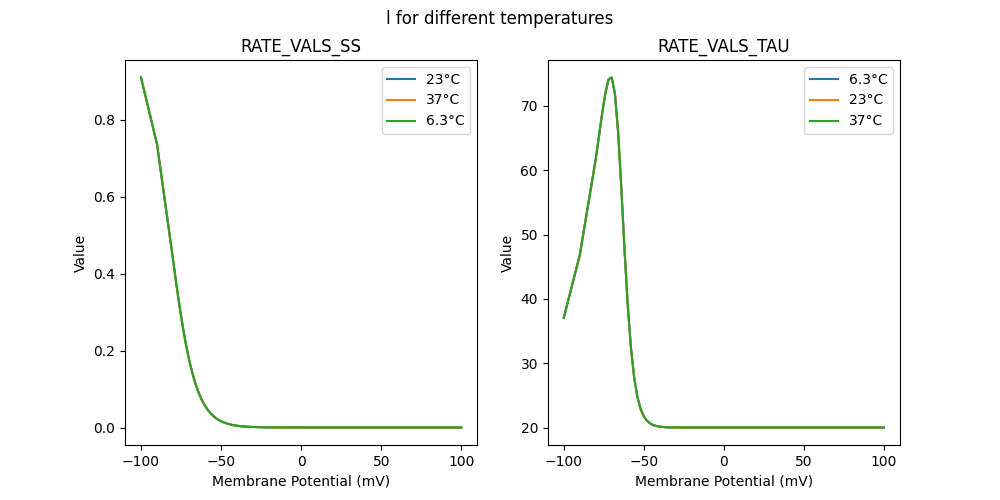 l for different temperatures
RATE_VALS_SS
RATE_VALS_TAU
Value
0.8
0.6
0.4
0.2
0.0
−100
−50
0
50
100
Membrane Potential (mV)
23°C
37°C
6.3°C
Value
70
60
50
40
30
20
−100
−50
0
50
100
Membrane Potential (mV)
6.3°C
23°C
37°C